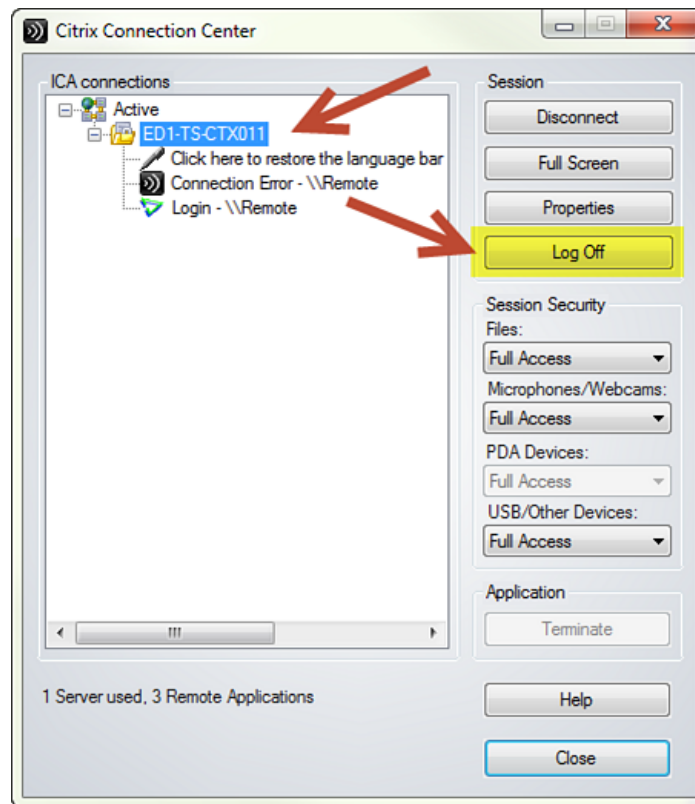 Citrix Connection Center
ICA connections
Active
ED1-TS-CTX011
Click here to restore the language bar
Connection Error - \\Remote
Login - \\Remote
1 Server used, 3 Remote Applications
Session
Disconnect
Full Screen
Properties
Log Off
Session Security
Files:
Full Access
Microphones/Webcams:
Full Access
PDA Devices:
Full Access
USB/Other Devices:
Full Access
Application
Terminate
Help
Close